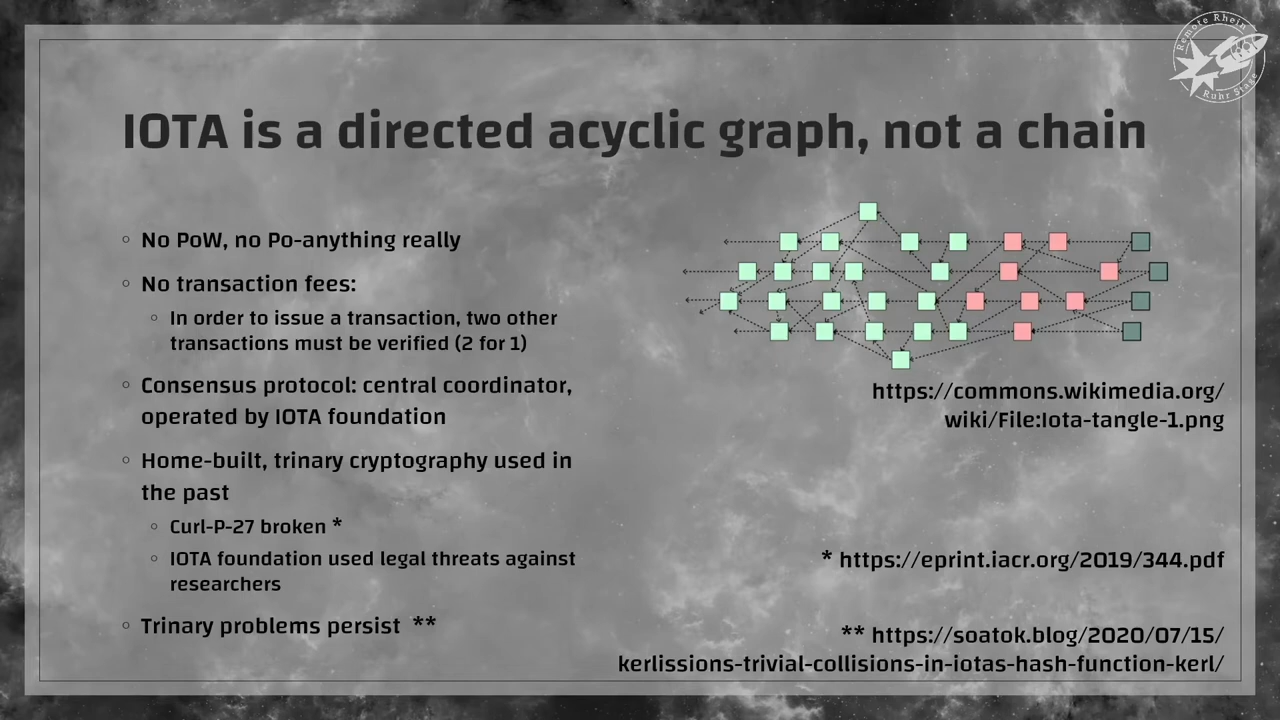 Remote Rhein
Ruhr Stage
IOTA is a directed acyclic graph, not a chain
◦ No PoW, no Po-anything really
◦ No transaction fees:
◦ In order to issue a transaction, two other
transactions must be verified (2 for 1)
◦ Consensus protocol: central coordinator,
operated by IOTA foundation
◦ Home-built, trinary cryptography used in
the past
◦ Curl-P-27 broken *
◦ IOTA foundation used legal threats against
researchers
◦ Trinary problems persist **
https://commons.wikimedia.org/
wiki/File:Iota-tangle-1.png
* https://eprint.iacr.org/2019/344.pdf
** https://soatok.blog/2020/07/15/
kerlissions-trivial-collisions-in-iotas-hash-function-kerl/